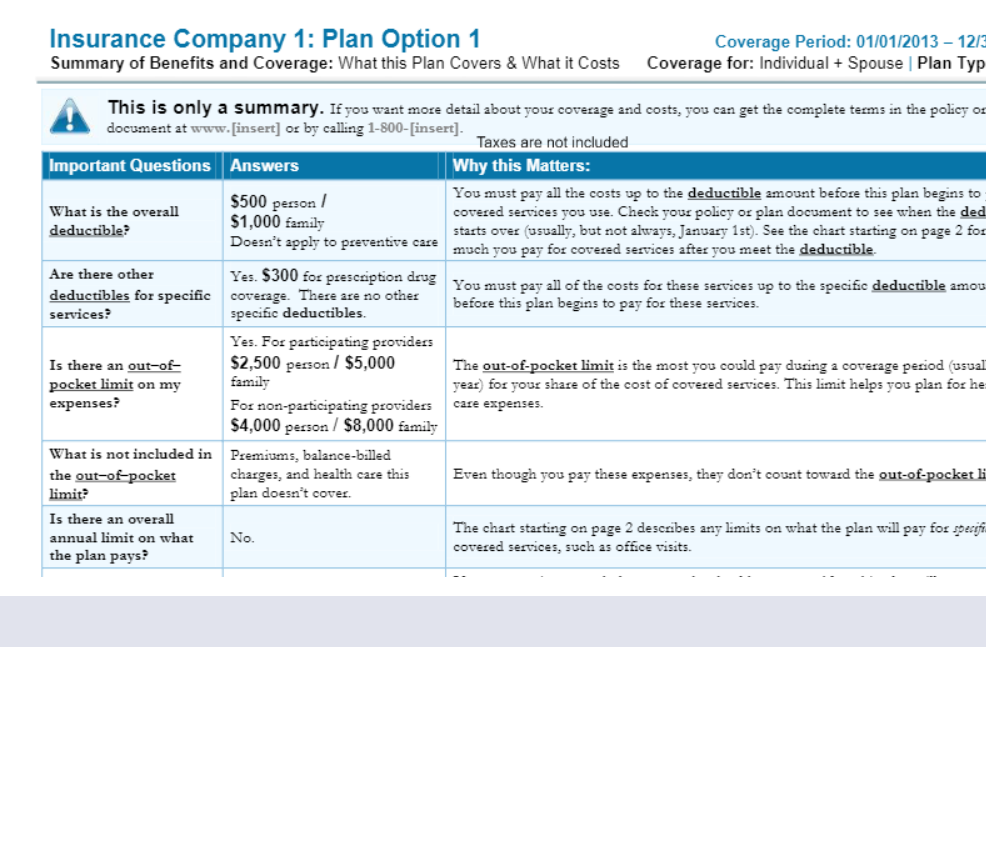 Insurance Company 1: Plan Option 1
Coverage Period: 01/01/2013 – 12/3
Summary of Benefits and Coverage: What this Plan Covers & What it Costs
Coverage for: Individual + Spouse | Plan Typ
This is only a summary. If you want more detail about your coverage and costs, you can get the complete terms in the policy or
document at www.[insert] or by calling 1-800-[insert].
Taxes are not included
Important Questions
Answers
Why this Matters:
What is the overall
deductible?
$500 person /
$1,000 family
Doesn't apply to preventive care
You must pay all the costs up to the deductible amount before this plan begins to
covered services you use. Check your policy or plan document to see when the ded
starts over (usually, but not always, January 1st). See the chart starting on page 2 for
much you pay for covered services after you meet the deductible.
Are there other
deductibles for specific
services?
Yes. $300 for prescription drug
coverage. There are no other
specific deductibles.
You must pay all of the costs for these services up to the specific deductible amou
before this plan begins to pay for these services.
Is there an out–of–
pocket limit on my
expenses?
Yes. For participating providers
$2,500 person / $5,000
family
For non-participating providers
$4,000 person / $8,000 family
The out-of-pocket limit is the most you could pay during a coverage period (usuall
year) for your share of the cost of covered services. This limit helps you plan for he
care expenses.
What is not included in
the out–of–pocket
limit?
Premiums, balance-billed
charges, and health care this
plan doesn't cover.
Even though you pay these expenses, they don't count toward the out-of-pocket li
Is there an overall
annual limit on what
the plan pays?
No.
The chart starting on page 2 describes any limits on what the plan will pay for specifi
covered services, such as office visits.